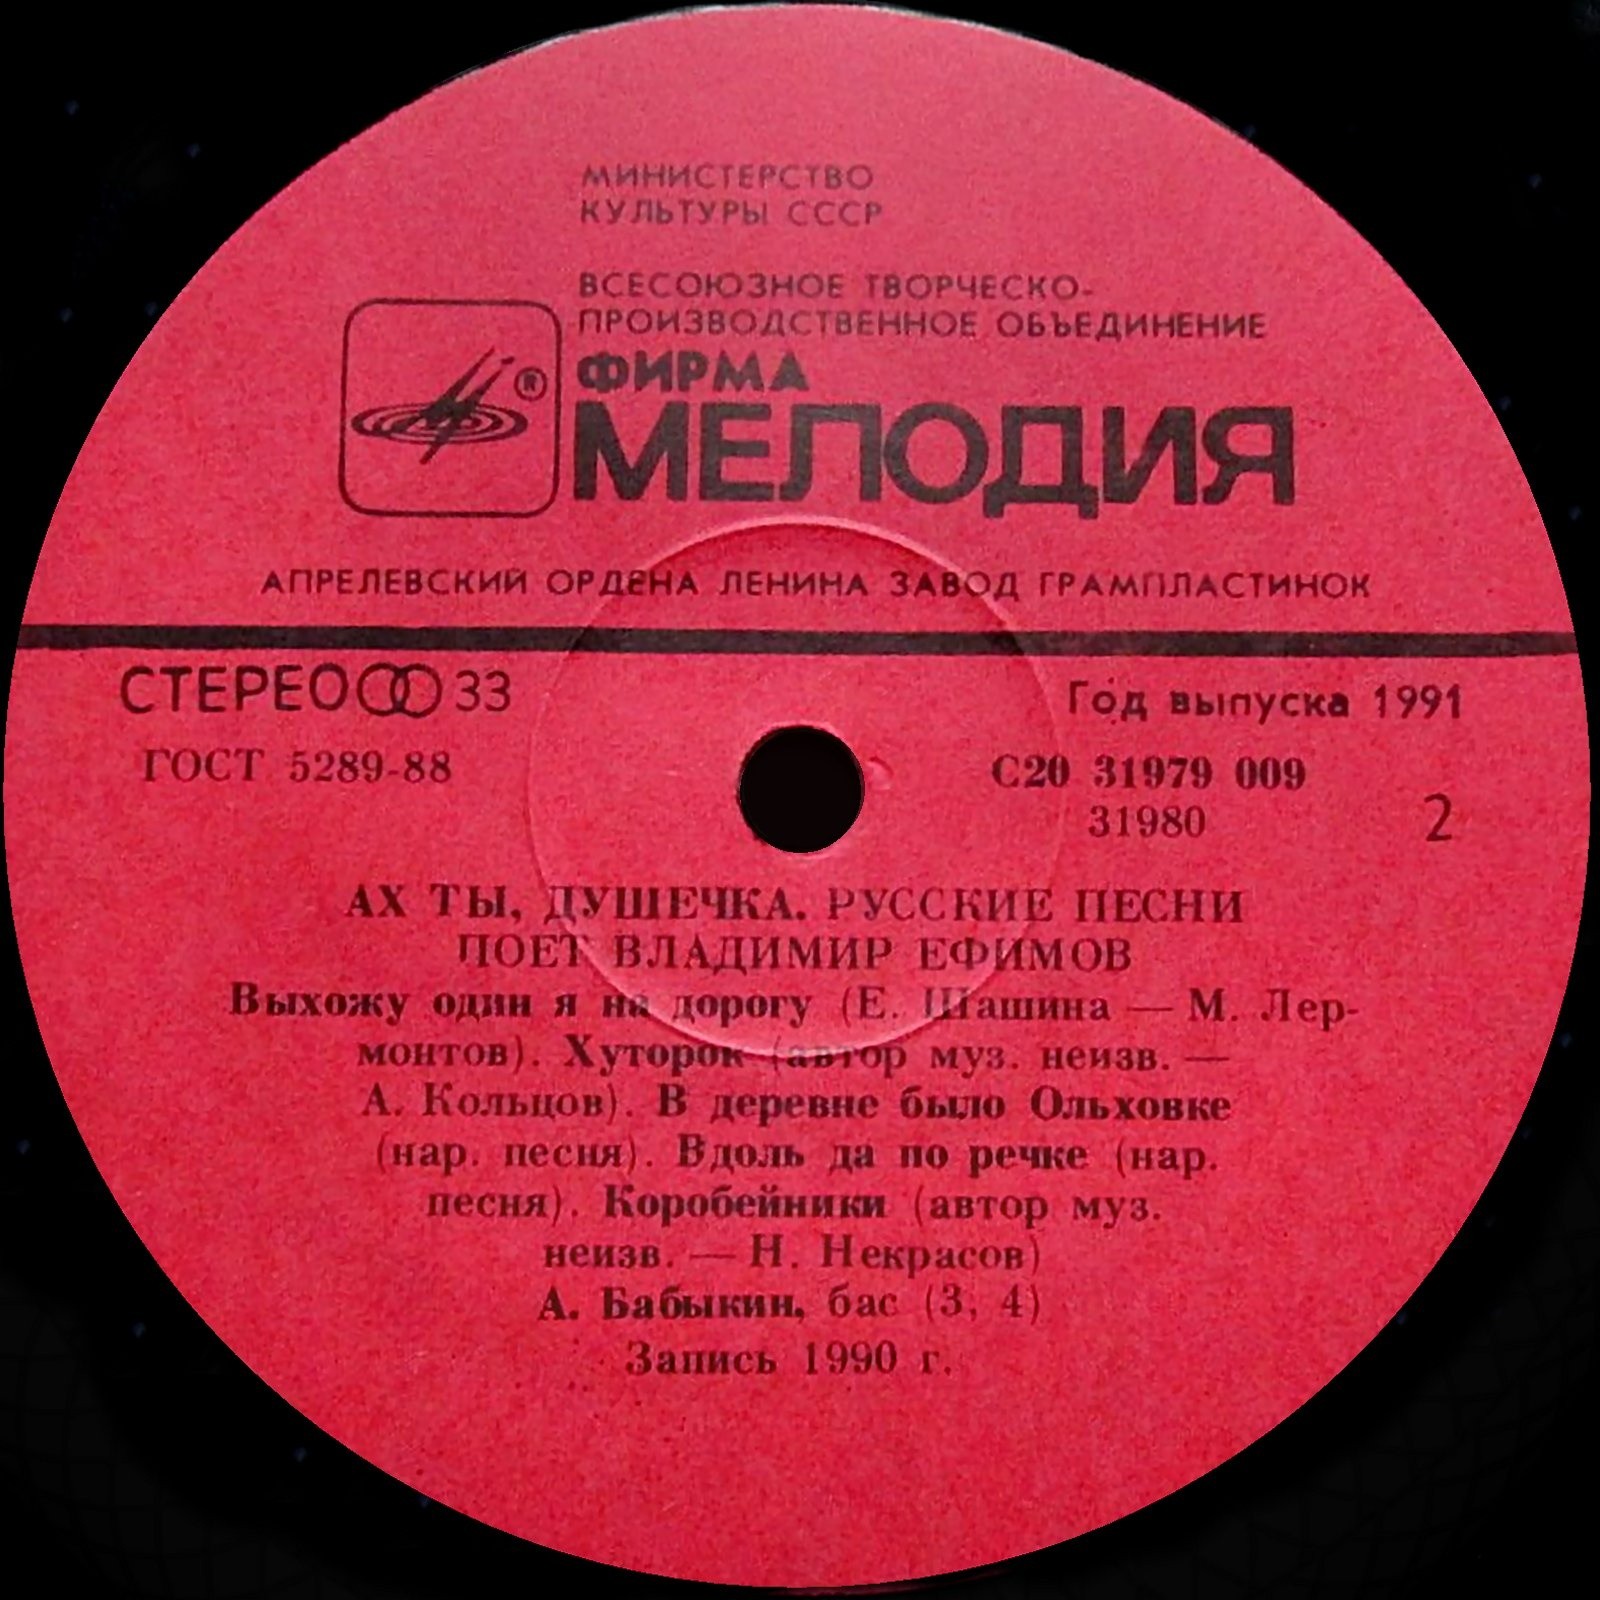 МИНИСТЕРСТВО
КУЛЬТУРЫ СССР
ВСЕСОЮЗНОЕ ТВОРЧЕСКО-
ПРОИЗВОДСТВЕННОЕ ОБЪЕДИНЕНИЕ
®
ФИРМА
МЕЛОДИЯ
АПРЕЛЕВСКИЙ ОРДЕНА ЛЕНИНА ЗАВОД ГРАМПЛАСТИНОК
СТЕРЕО 33
Год выпуска 1991
ГОСТ 5289-88
С20 31979 009
31980
2
АХ ТЫ, ДУШЕЧКА. РУССКИЕ ПЕСНИ
ПОЕТ ВЛАДИМИР ЕФИМОВ
Выхожу один я на дорогу (Е. Шашина — М. Лер-
монтов). Хуторок (автор муз. неизв. —
А. Кольцов). В деревне было Ольховке
(нар. песня). Вдоль да по речке (нар.
песня). Коробейники (автор муз.
неизв. — Н. Некрасов)
А. Бабыкин, бас (3, 4)
Запись 1990 г.